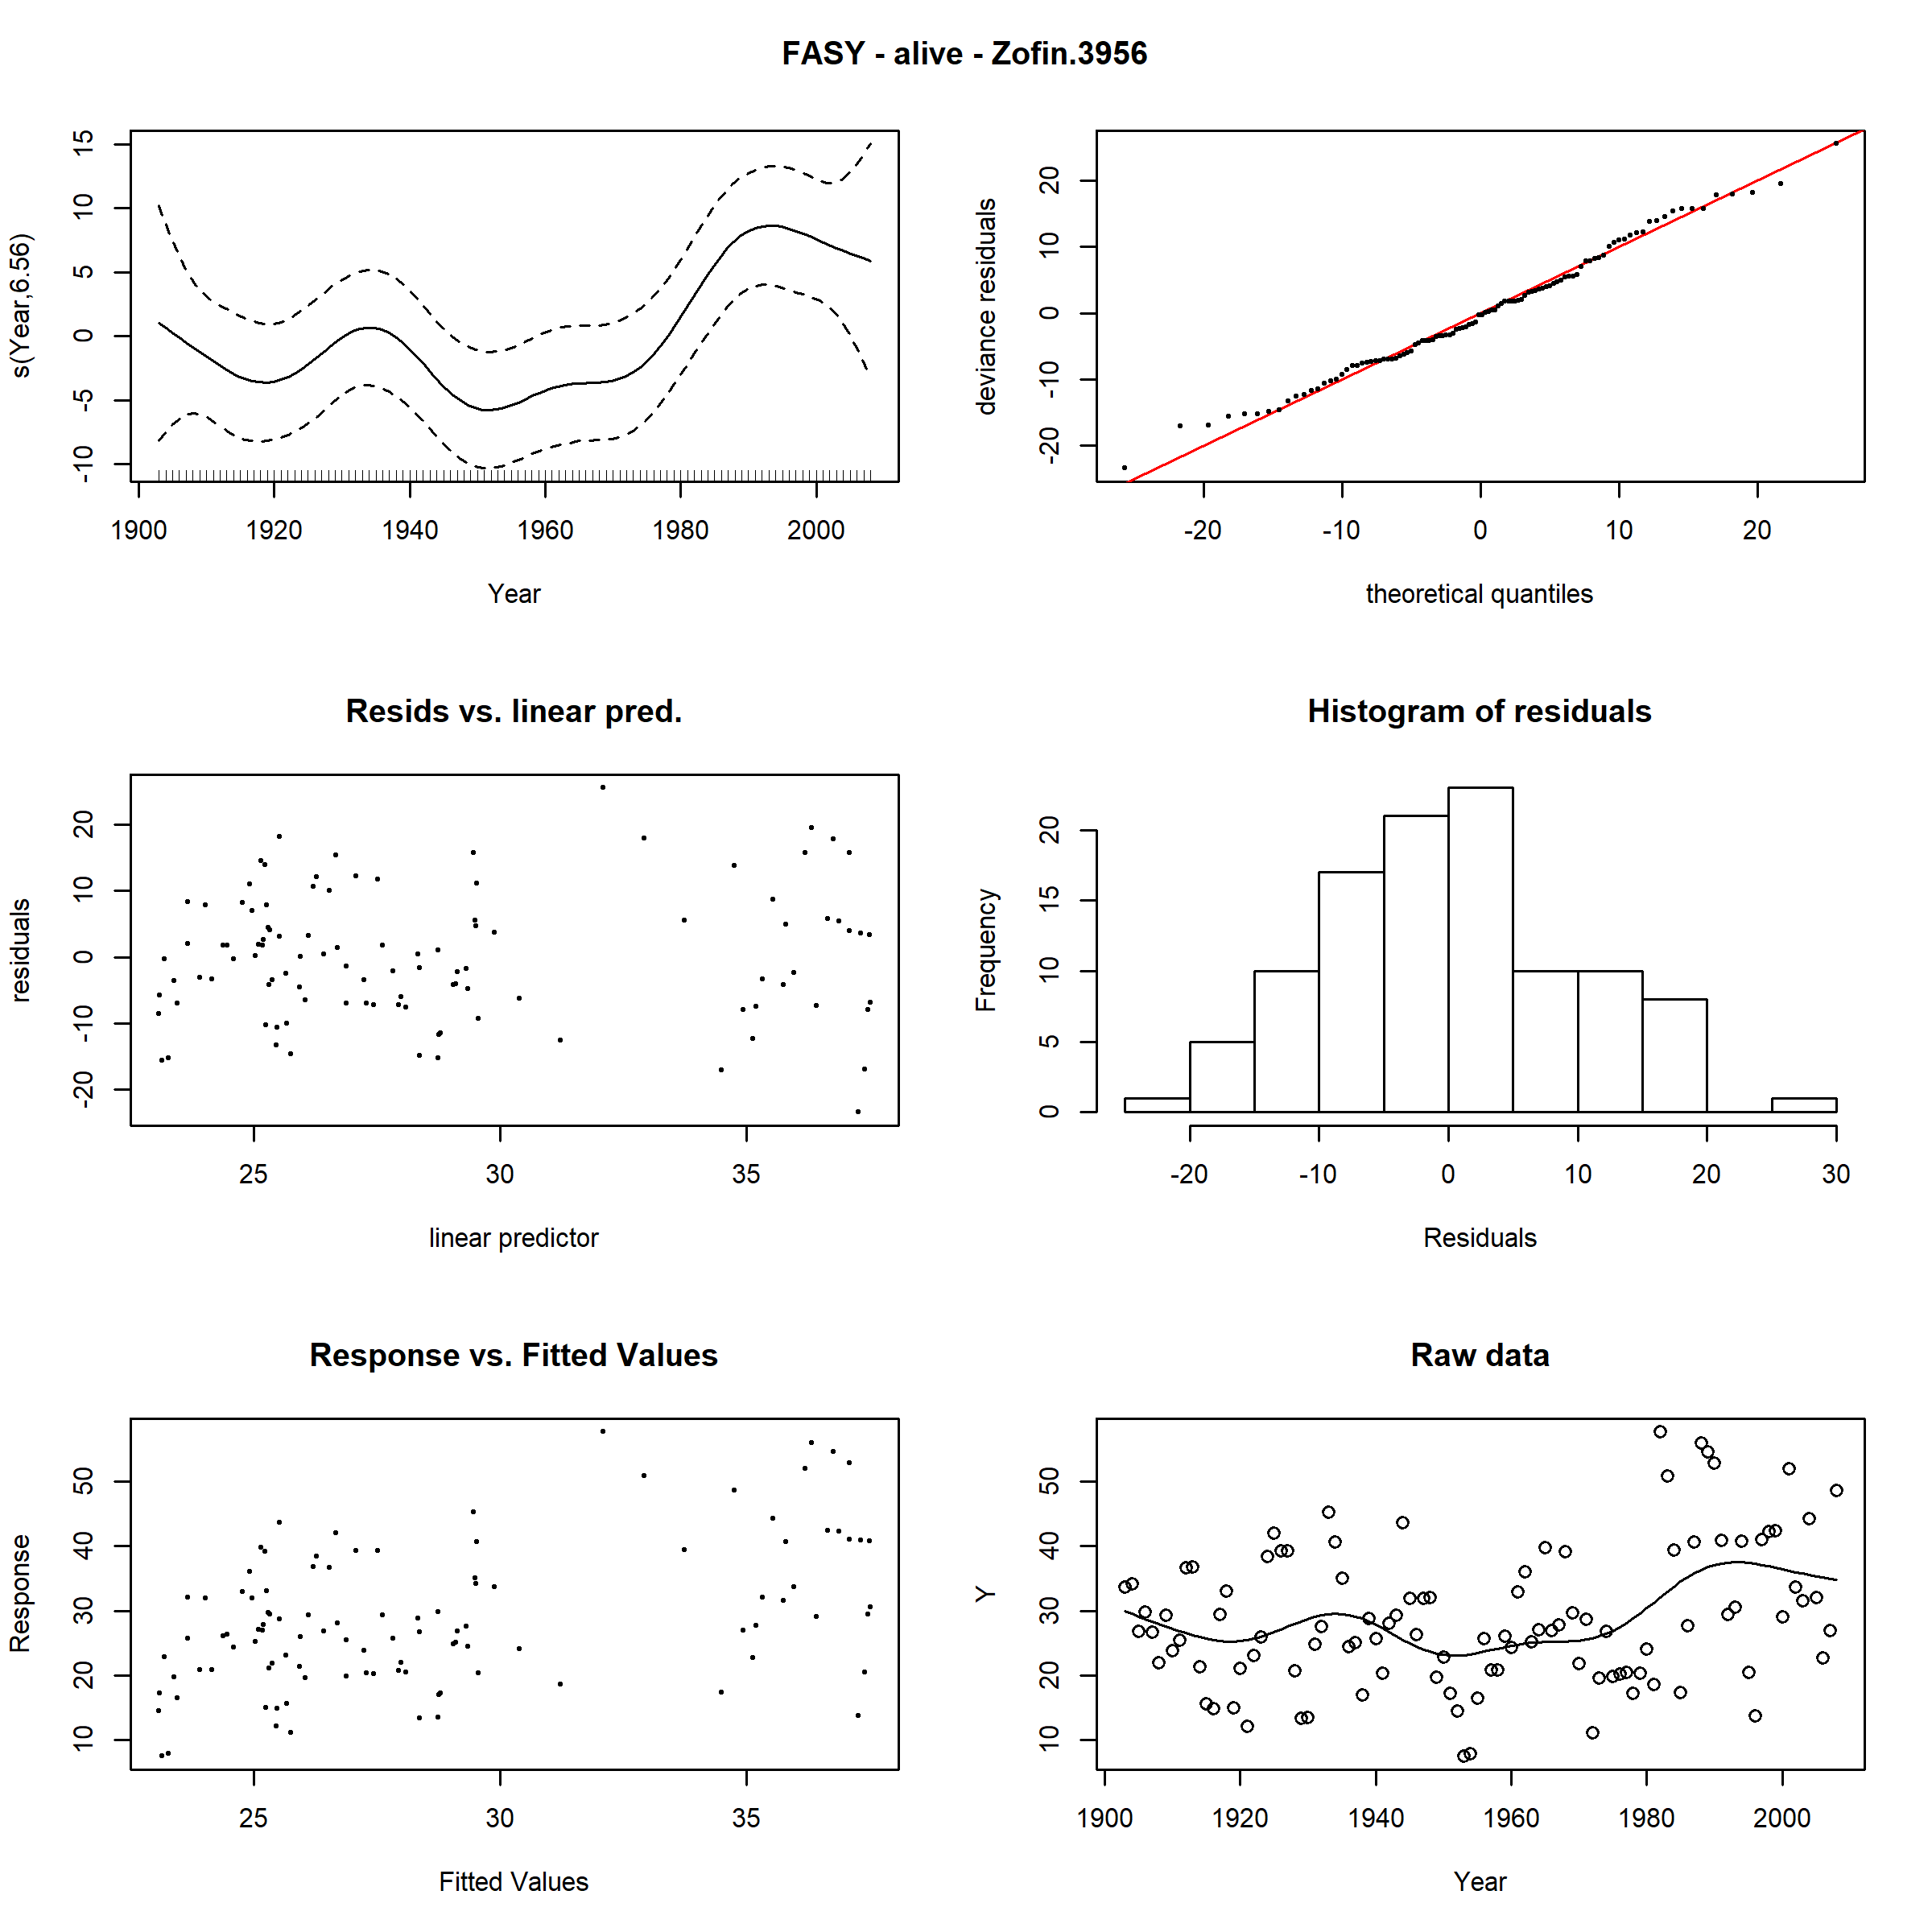 FASY - alive - Zofin.3956
s(Year,6.56)
-10 -5 0 5 10 15
1900 1920 1940 1960 1980 2000
Year
deviance residuals
-20 -10 0 10 20
-20 -10 0 10 20
theoretical quantiles
Resids vs. linear pred.
residuals
-20 -10 0 10 20
25 30 35
linear predictor
Histogram of residuals
Frequency
0 5 10 15 20
-20 -10 0 10 20 30
Residuals
Response vs. Fitted Values
Response
10 20 30 40 50
25 30 35
Fitted Values
Raw data
Y
10 20 30 40 50
1900 1920 1940 1960 1980 2000
Year